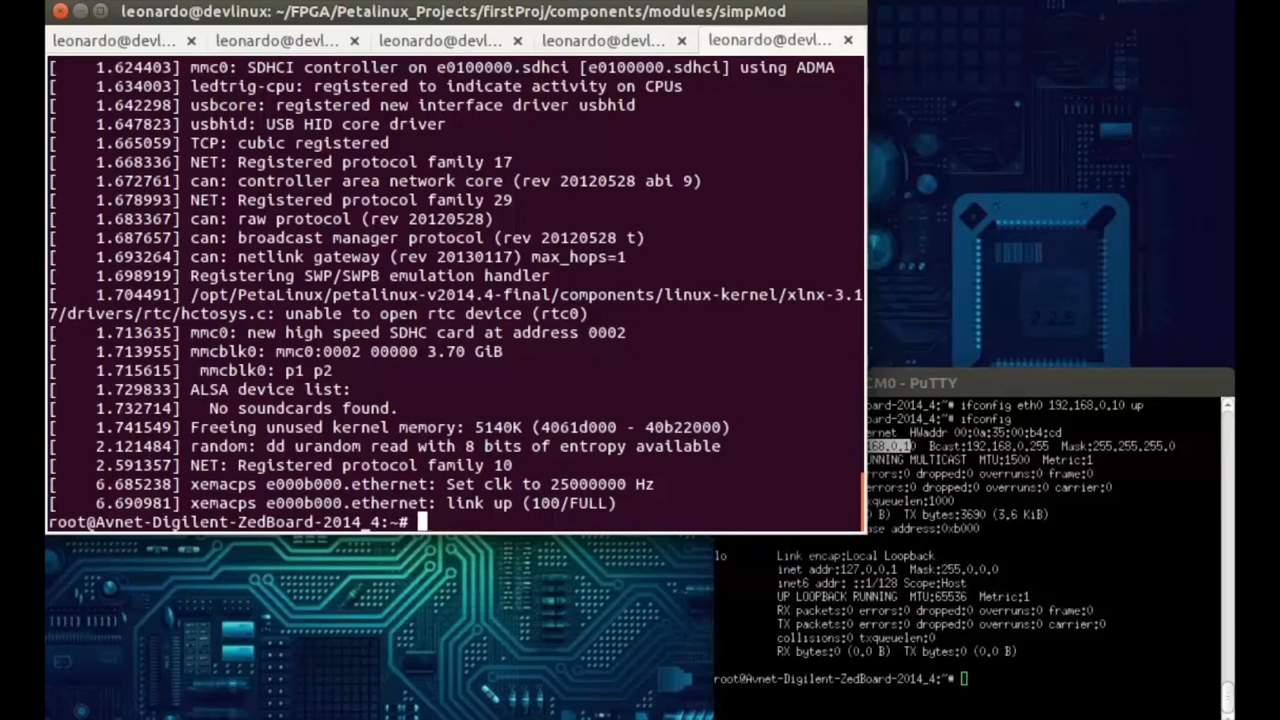 leonardo@devlinux: ~/FPGA/Petalinux_Projects/firstProj/components/modules/simpMod
leonardo@devl... × leonardo@devl... × leonardo@devl... × leonardo@devl... × leonardo@devl... ×
[    1.624403] mmc0: SDHCI controller on e0100000.sdhci [e0100000.sdhci] using ADMA
[    1.634003] ledtrig-cpu: registered to indicate activity on CPUs
[    1.642298] usbcore: registered new interface driver usbhid
[    1.647823] usbhid: USB HID core driver
[    1.665059] TCP: cubic registered
[    1.668336] NET: Registered protocol family 17
[    1.672761] can: controller area network core (rev 20120528 abi 9)
[    1.678993] NET: Registered protocol family 29
[    1.683367] can: raw protocol (rev 20120528)
[    1.687657] can: broadcast manager protocol (rev 20120528 t)
[    1.693264] can: netlink gateway (rev 20130117) max_hops=1
[    1.698919] Registering SWP/SWPB emulation handler
[    1.704491] /opt/PetaLinux/petalinux-v2014.4-final/components/linux-kernel/xlnx-3.1
7/drivers/rtc/hctosys.c: unable to open rtc device (rtc0)
[    1.713635] mmc0: new high speed SDHC card at address 0002
[    1.713955] mmcblk0: mmc0:0002 00000 3.70 GiB
[    1.715615]  mmcblk0: p1 p2
[    1.729833] ALSA device list:
[    1.732714]   No soundcards found.
[    1.741549] Freeing unused kernel memory: 5140K (4061d000 - 40b22000)
[    2.121484] random: dd urandom read with 8 bits of entropy available
[    2.591357] NET: Registered protocol family 10
[    6.685238] xemacps e000b000.ethernet: Set clk to 25000000 Hz
[    6.690981] xemacps e000b000.ethernet: link up (100/FULL)
root@Avnet-Digilent-ZedBoard-2014_4:~#
CM0 - PuTTY
oard-2014_4:~# ifconfig eth0 192.168.0.10 up
oard-2014_4:~# ifconfig
ernet  HWaddr 00:0a:35:00:b4:cd
168.0.10  Bcast:192.168.0.255  Mask:255.255.255.0
UNNING MULTICAST  MTU:1500  Metric:1
errors:0 dropped:0 overruns:0 frame:0
errors:0 dropped:0 overruns:0 carrier:0
xqueuelen:1000
B)  TX bytes:3690 (3.6 KiB)
ase address:0xb000
lo        Link encap:Local Loopback
inet addr:127.0.0.1  Mask:255.0.0.0
inet6 addr: ::1/128 Scope:Host
UP LOOPBACK RUNNING  MTU:65536  Metric:1
RX packets:0 errors:0 dropped:0 overruns:0 frame:0
TX packets:0 errors:0 dropped:0 overruns:0 carrier:0
collisions:0 txqueuelen:0
RX bytes:0 (0.0 B)  TX bytes:0 (0.0 B)
root@Avnet-Digilent-ZedBoard-2014_4:~#